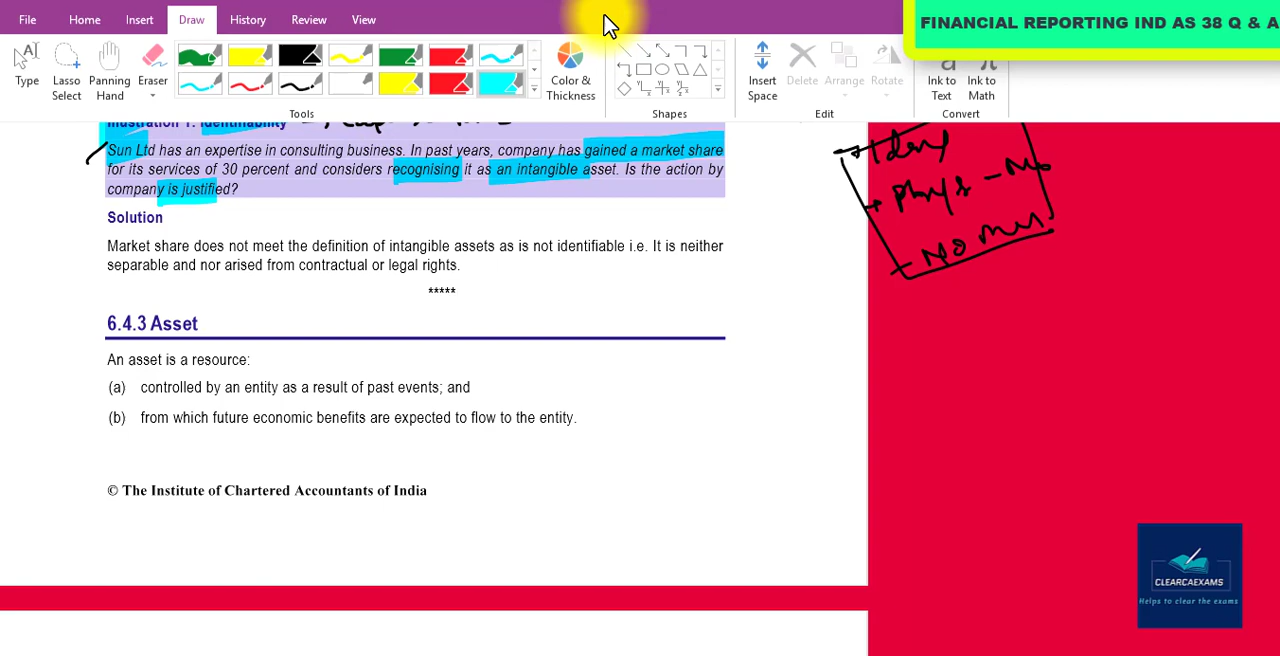 File Home Insert Draw History Review View
FINANCIAL REPORTING IND AS 38 Q & A
Type
Lasso Select
Panning Hand
Eraser
Color & Thickness
Insert Space
Delete
Arrange
Rotate
Ink to Text
Ink to Math
Tools
Shapes
Edit
Convert
Illustration 1: Identifiability
Sun Ltd has an expertise in consulting business. In past years, company has gained a market share
for its services of 30 percent and considers recognising it as an intangible asset. Is the action by
company is justified?
Solution
Market share does not meet the definition of intangible assets as is not identifiable i.e. It is neither
separable and nor arised from contractual or legal rights.
*****
6.4.3 Asset
An asset is a resource:
(a) controlled by an entity as a result of past events; and
(b) from which future economic benefits are expected to flow to the entity.
© The Institute of Chartered Accountants of India
CLEARCAEXAMS
Helps to clear the exams